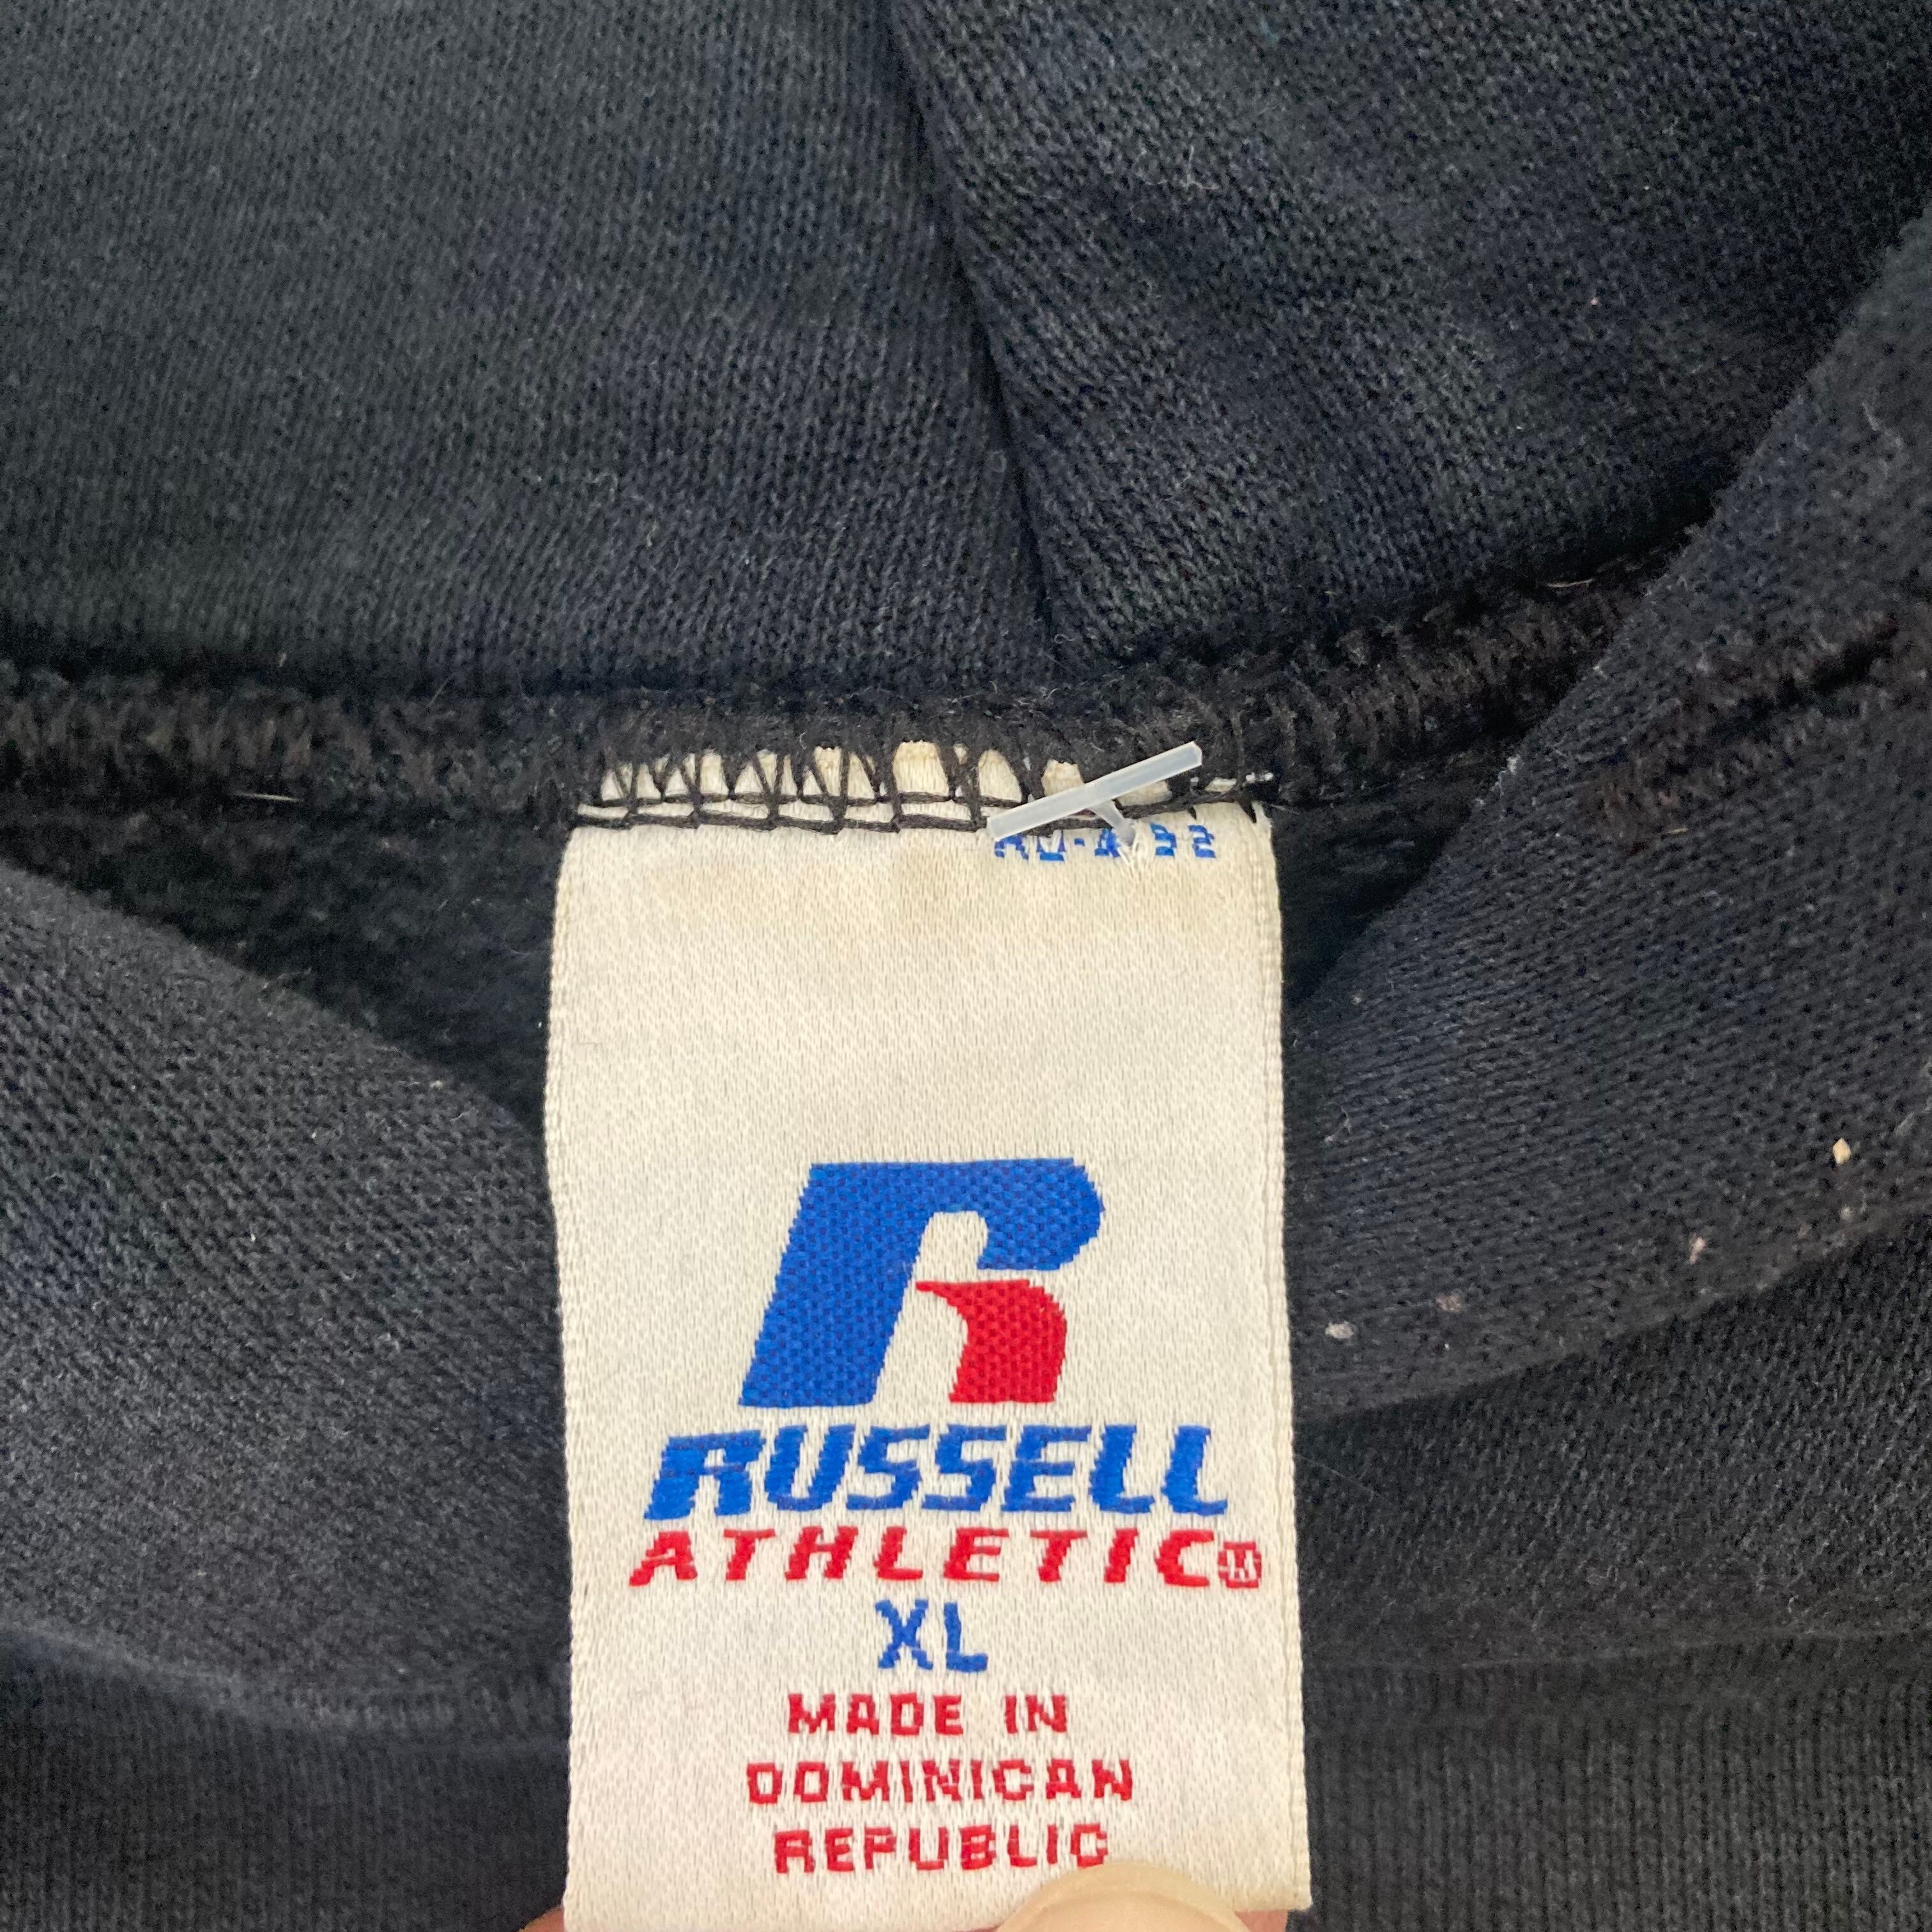 RUSSELL
ATHLETIC
XL
MADE IN
DOMINICAN
REPUBLIC